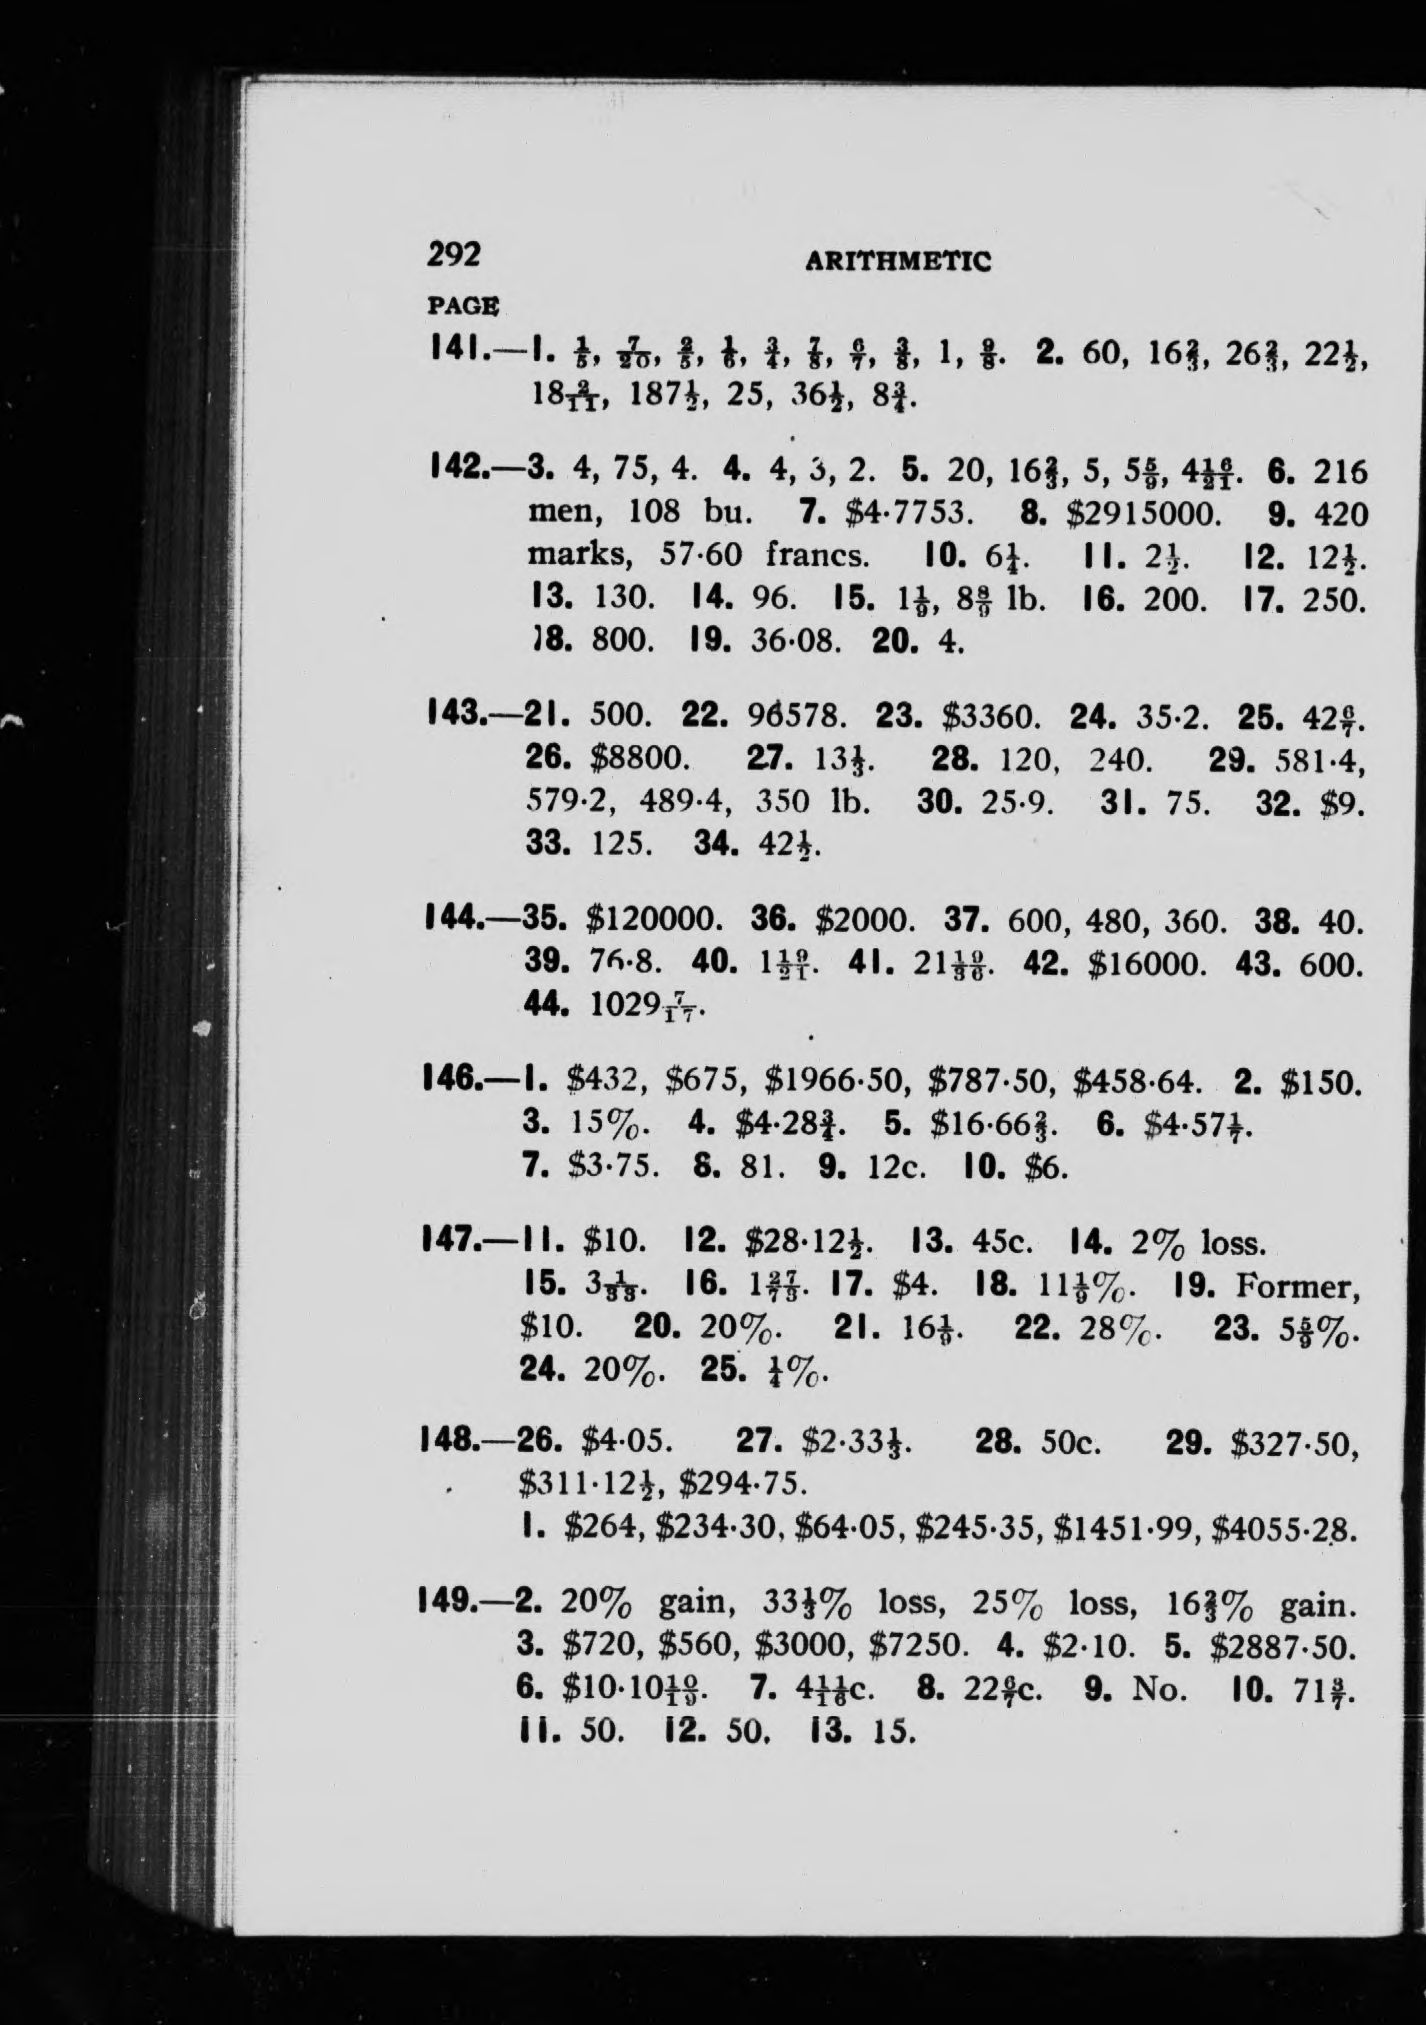 292 ARITHMETIC
PAGE
141.—1. 1/5, 7/20, 2/5, 1/6, 3/4, 7/8, 6/7, 3/8, 1, 9/8. 2. 60, 16 2/3, 26 2/3, 22 1/2,
18 2/11, 187 1/2, 25, 36 1/2, 8 3/4.
142.—3. 4, 75, 4. 4. 4, 3, 2. 5. 20, 16 2/3, 5, 5 5/9, 4 16/21. 6. 216
men, 108 bu. 7. $4·7753. 8. $2915000. 9. 420
marks, 57·60 francs. 10. 6 1/4. 11. 2 1/2. 12. 12 1/2.
13. 130. 14. 96. 15. 1 1/9, 8 8/9 lb. 16. 200. 17. 250.
18. 800. 19. 36·08. 20. 4.
143.—21. 500. 22. 96578. 23. $3360. 24. 35·2. 25. 42 6/7.
26. $8800. 27. 13 1/3. 28. 120, 240. 29. 581·4,
579·2, 489·4, 350 lb. 30. 25·9. 31. 75. 32. $9.
33. 125. 34. 42 1/2.
144.—35. $120000. 36. $2000. 37. 600, 480, 360. 38. 40.
39. 76·8. 40. 1 19/21. 41. 21 19/36. 42. $16000. 43. 600.
44. 1029 7/17.
146.—1. $432, $675, $1966·50, $787·50, $458·64. 2. $150.
3. 15%. 4. $4·28 3/4. 5. $16·66 2/3. 6. $4·57 1/7.
7. $3·75. 8. 81. 9. 12c. 10. $6.
147.—11. $10. 12. $28·12 1/2. 13. 45c. 14. 2% loss.
15. 3 1/33. 16. 1 27/73. 17. $4. 18. 11 1/9%. 19. Former,
$10. 20. 20%. 21. 16 1/9. 22. 28%. 23. 5 5/9%.
24. 20%. 25. 1/4%.
148.—26. $4·05. 27. $2·33 1/3. 28. 50c. 29. $327·50,
$311·12 1/2, $294·75.
1. $264, $234·30, $64·05, $245·35, $1451·99, $4055·28.
149.—2. 20% gain, 33 1/3% loss, 25% loss, 16 2/3% gain.
3. $720, $560, $3000, $7250. 4. $2·10. 5. $2887·50.
6. $10·10 10/19. 7. 4 11/16c. 8. 22 6/7c. 9. No. 10. 71 3/7.
11. 50. 12. 50. 13. 15.